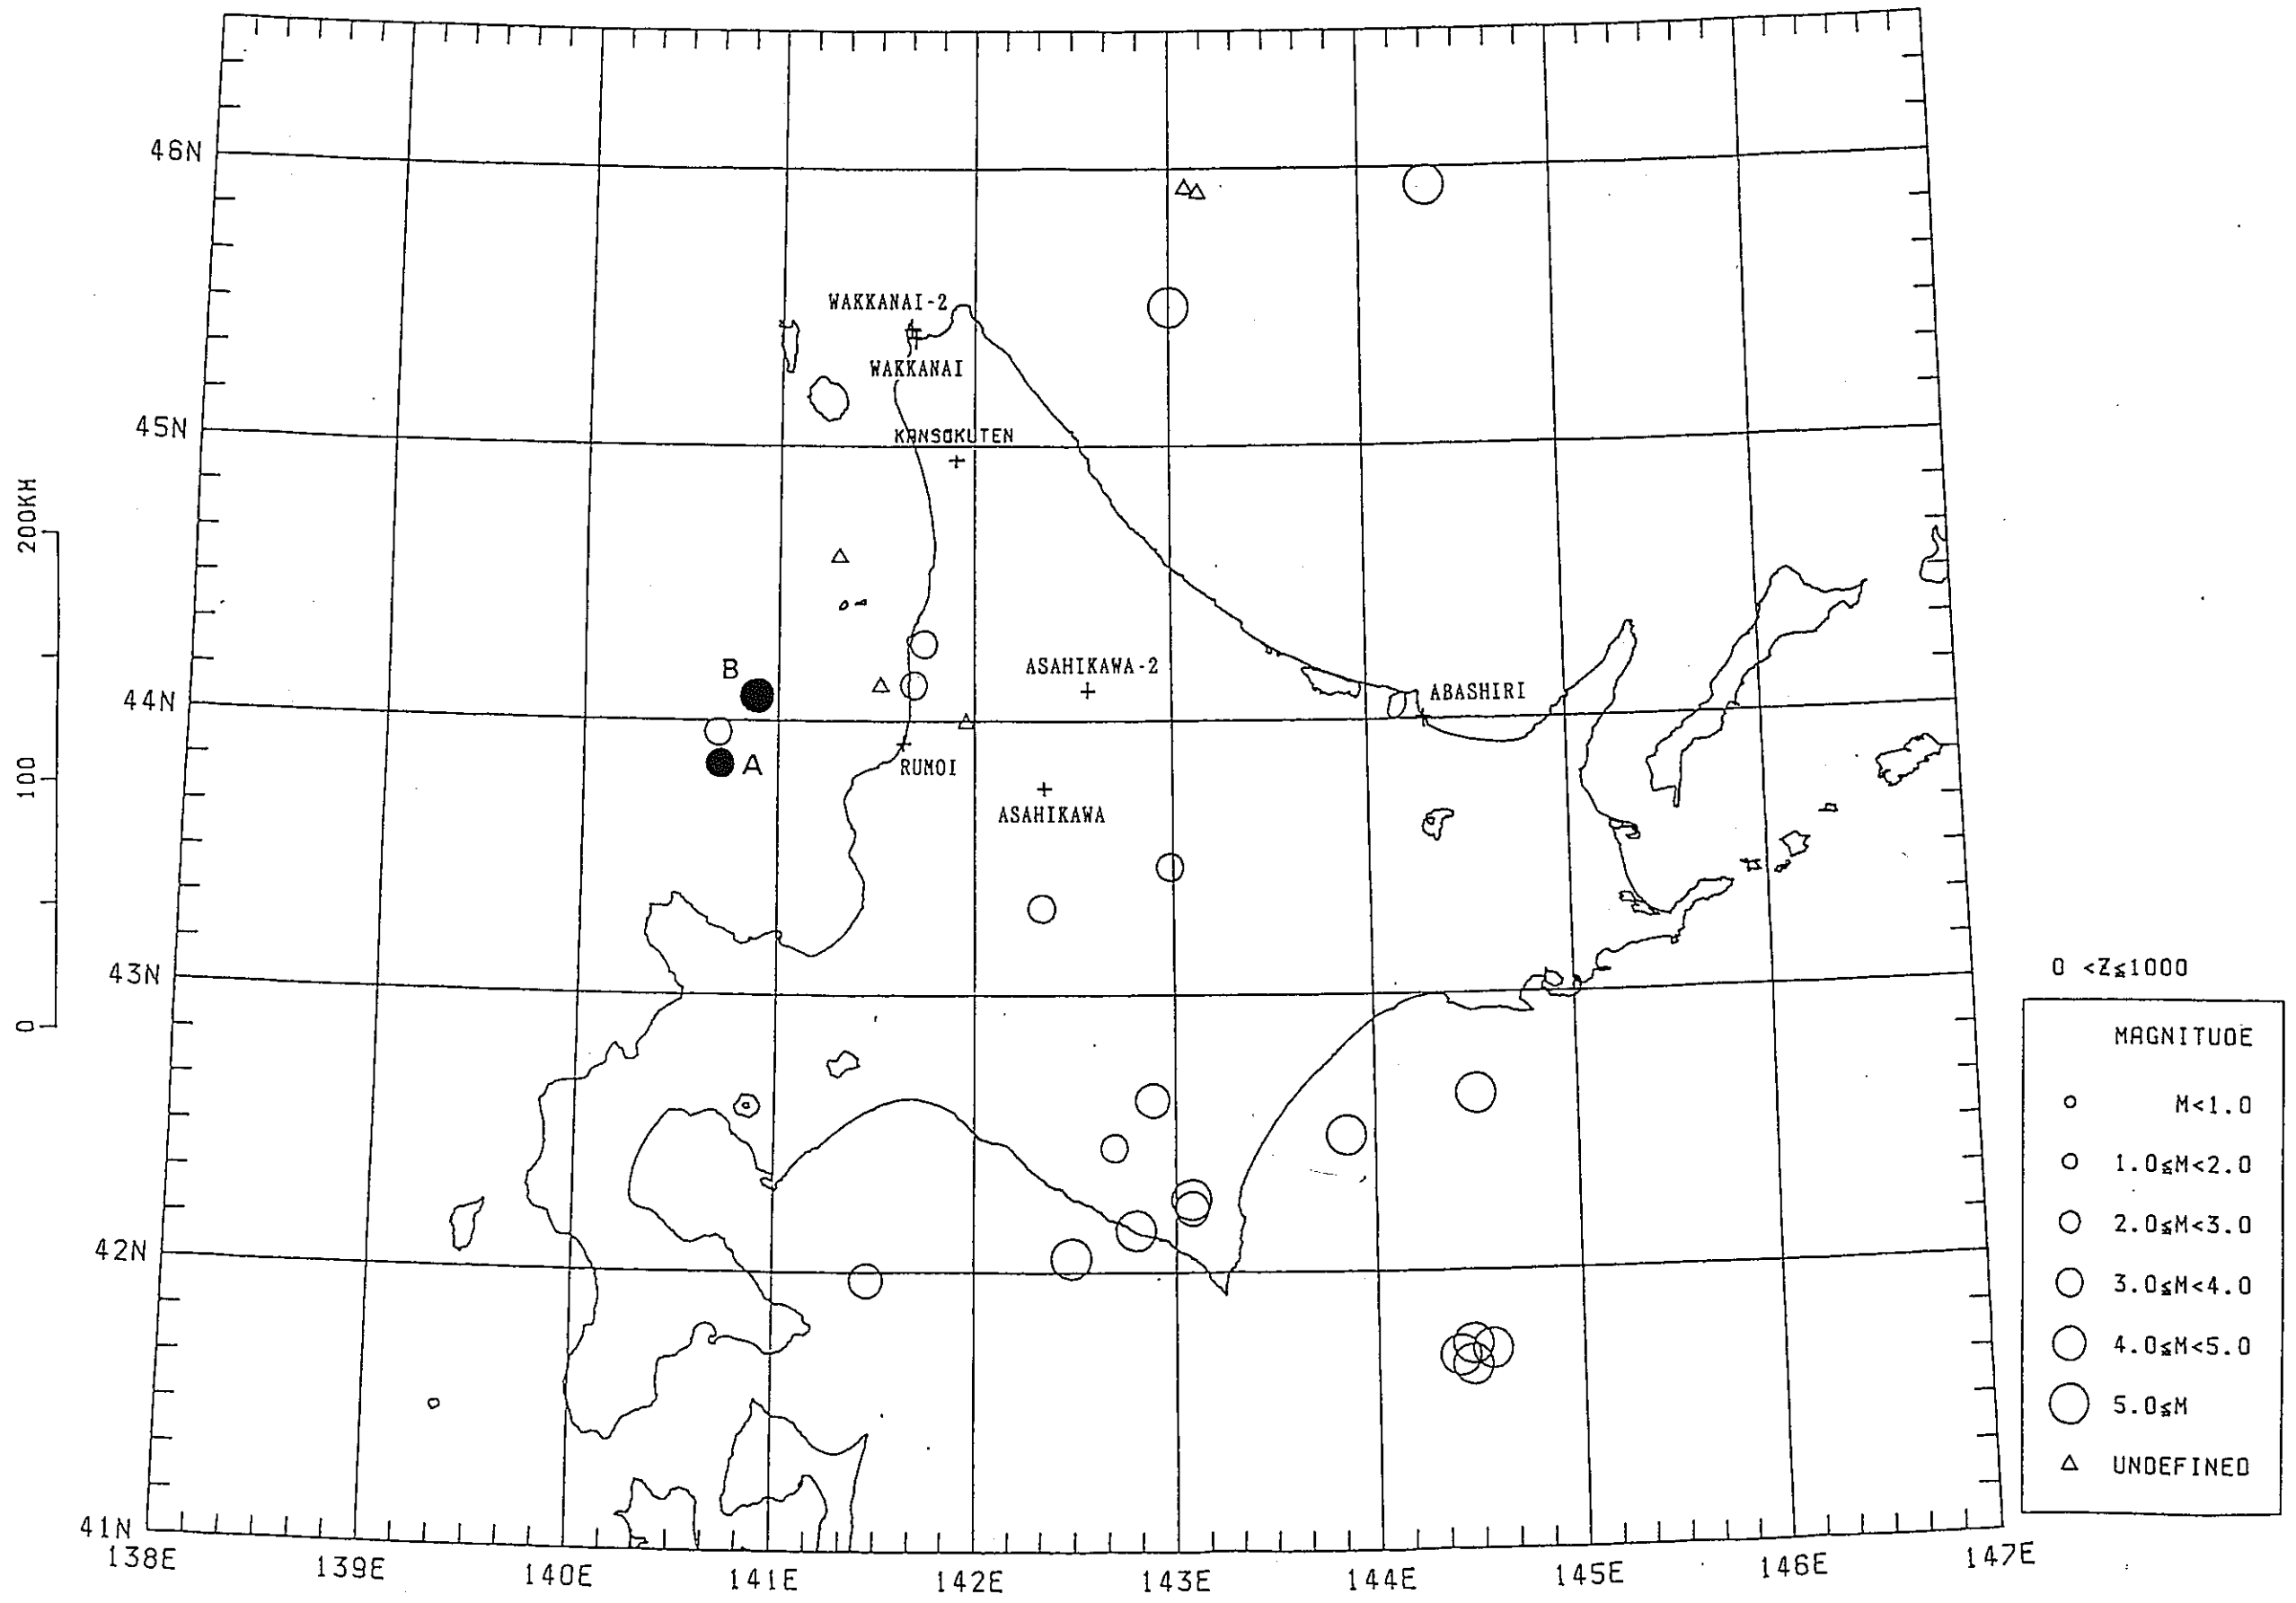 46N
WAKKANAI-2
WAKKANAI
45N
KANSOKUTEN
200KM
B
ASAHIKAWA-2
44N
ABASHIRI
A
RUMOI
100
ASAHIKAWA
43N
0 <Z≦1000
0
MAGNITUDE
M<1.0
1.0≦M<2.0
2.0≦M<3.0
42N
3.0≦M<4.0
4.0≦M<5.0
5.0≦M
UNDEFINED
41N
138E 139E 140E 141E 142E 143E 144E 145E 146E 147E